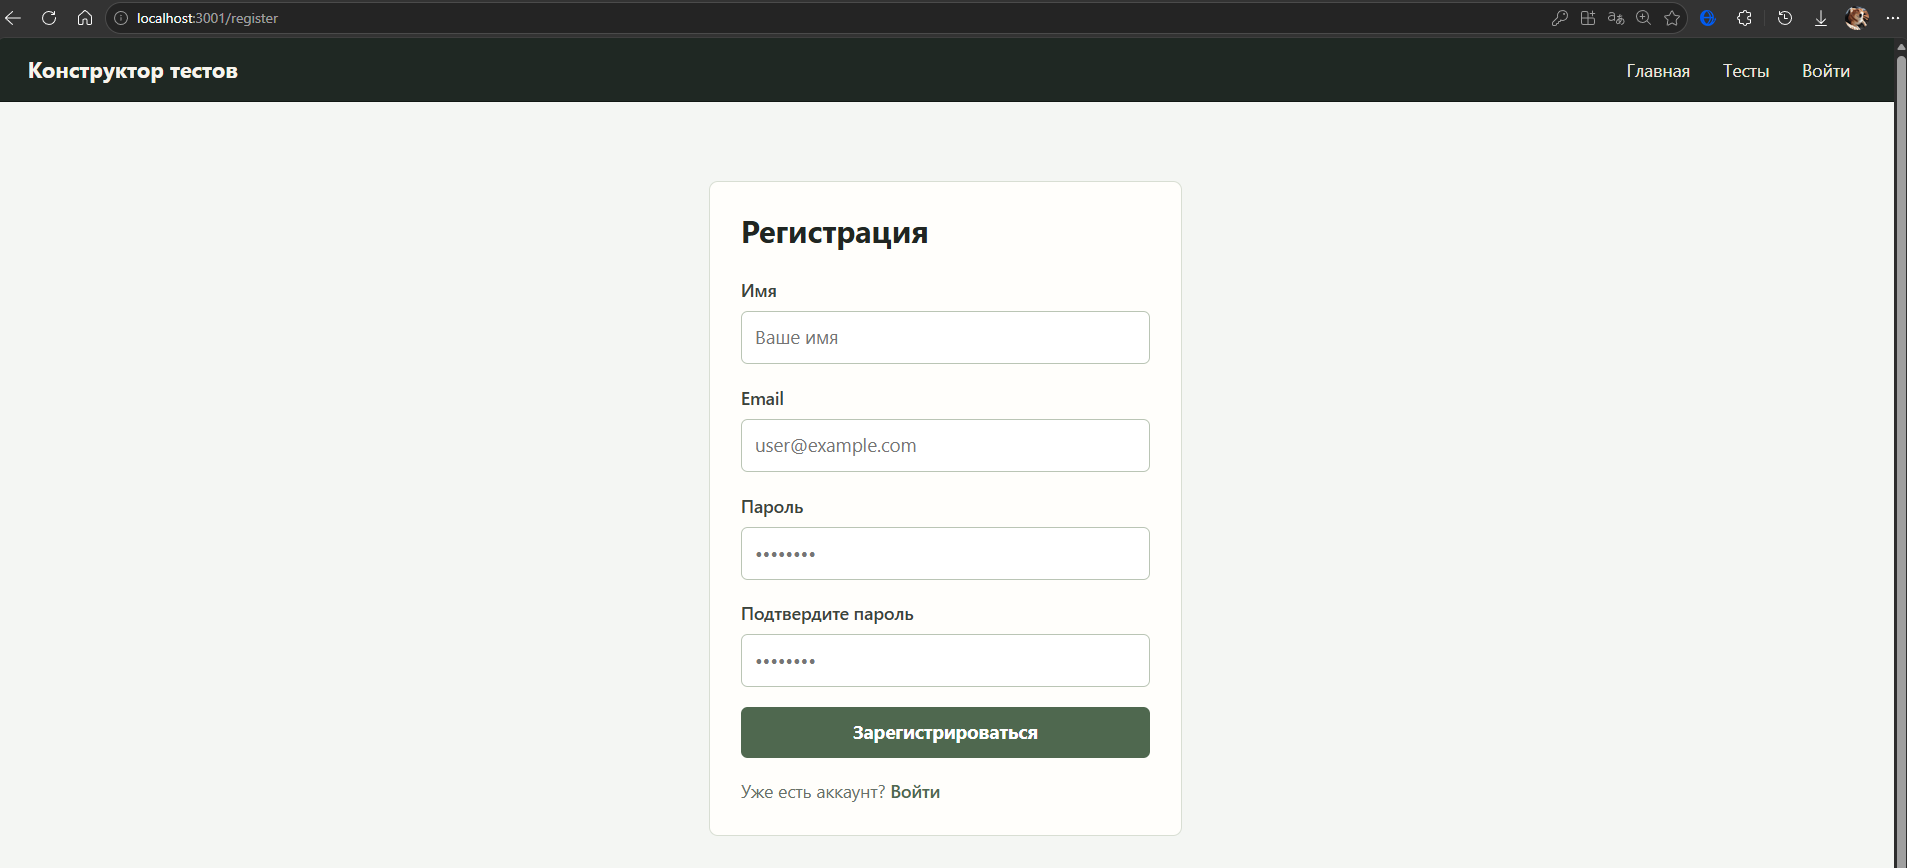 localhost:3001/register
Конструктор тестов
Главная Тесты Войти
Регистрация
Имя
Ваше имя
Email
user@example.com
Пароль
••••••••
Подтвердите пароль
••••••••
Зарегистрироваться
Уже есть аккаунт? Войти